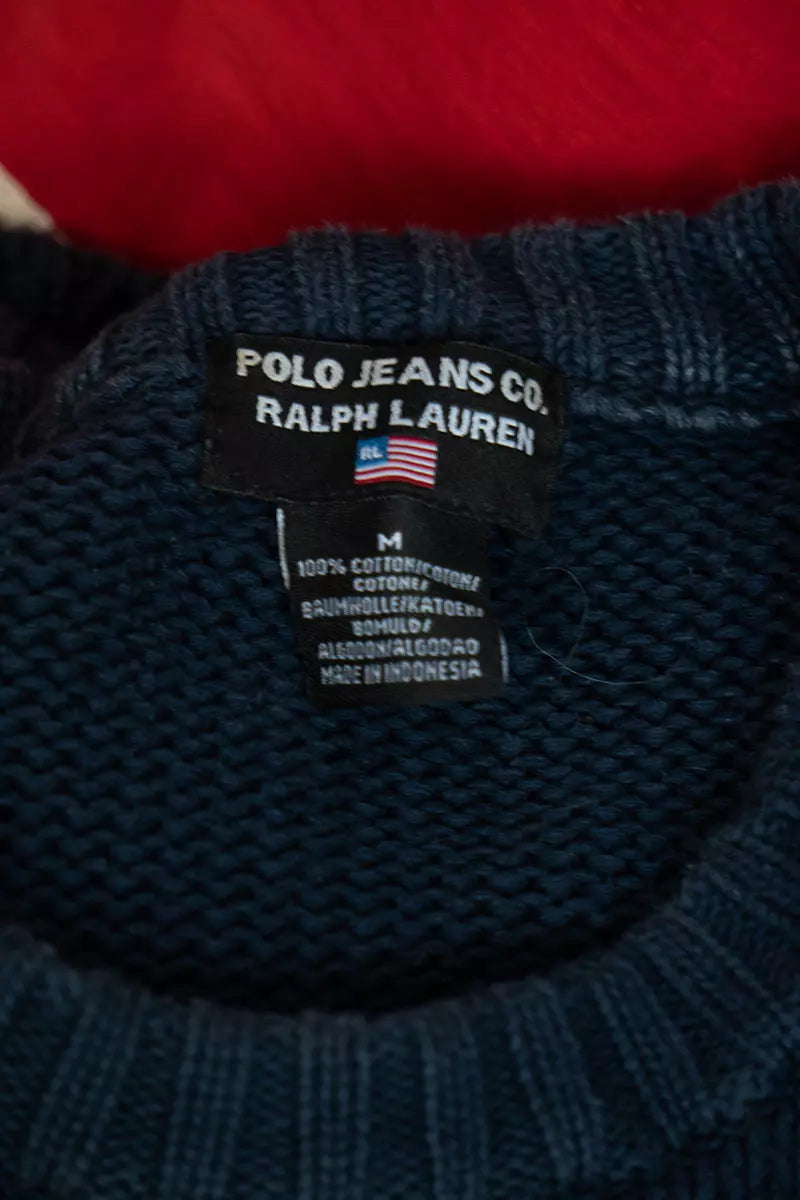 POLO JEANS CO.
RALPH LAUREN
RL
M
100% COTTON/COTONE/
COTONE/
BAUMWOLLE/KATOEN/
BOMULD/
ALGODON/ALGODAO
MADE IN INDONESIA